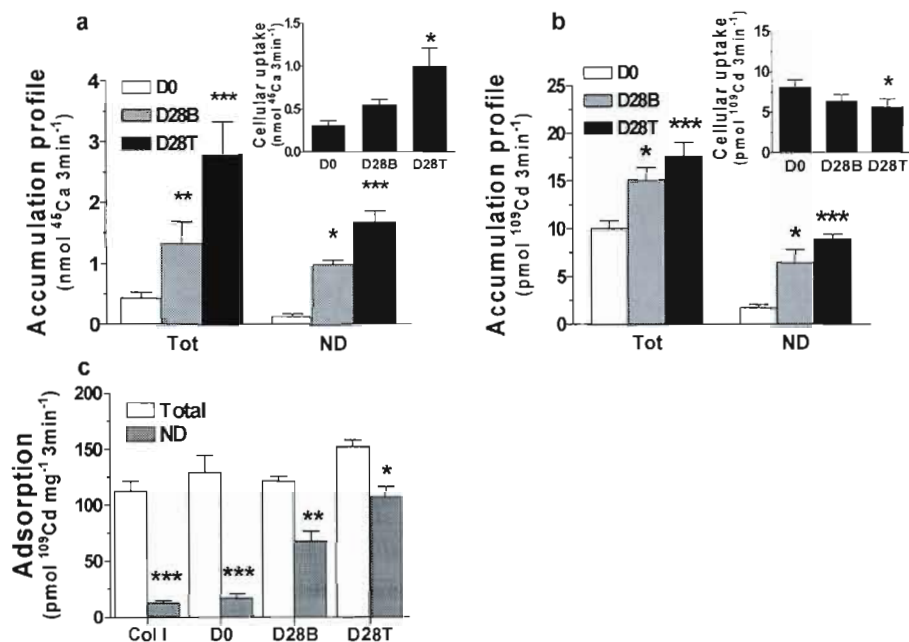 a
Accumulation profile
(nmol ⁴⁵Ca 3min⁻¹)
4
3
2
1
0
D0
D28B
D28T
**
***
*
***
Tot
ND
Cellular uptake
(nmol ⁴⁵Ca 3min⁻¹)
1.5
1.0
0.5
0.0
*
D0
D28B
D28T
b
Accumulation profile
(pmol ¹⁰⁹Cd 3min⁻¹)
25
20
15
10
5
0
D0
D28B
D28T
*
***
*
***
Tot
ND
Cellular uptake
(pmol ¹⁰⁹Cd 3min⁻¹)
15
10
5
0
*
D0
D28B
D28T
c
Adsorption
(pmol ¹⁰⁹Cd mg⁻¹ 3min⁻¹)
200
150
100
50
0
Total
ND
***
***
**
*
Col I
D0
D28B
D28T